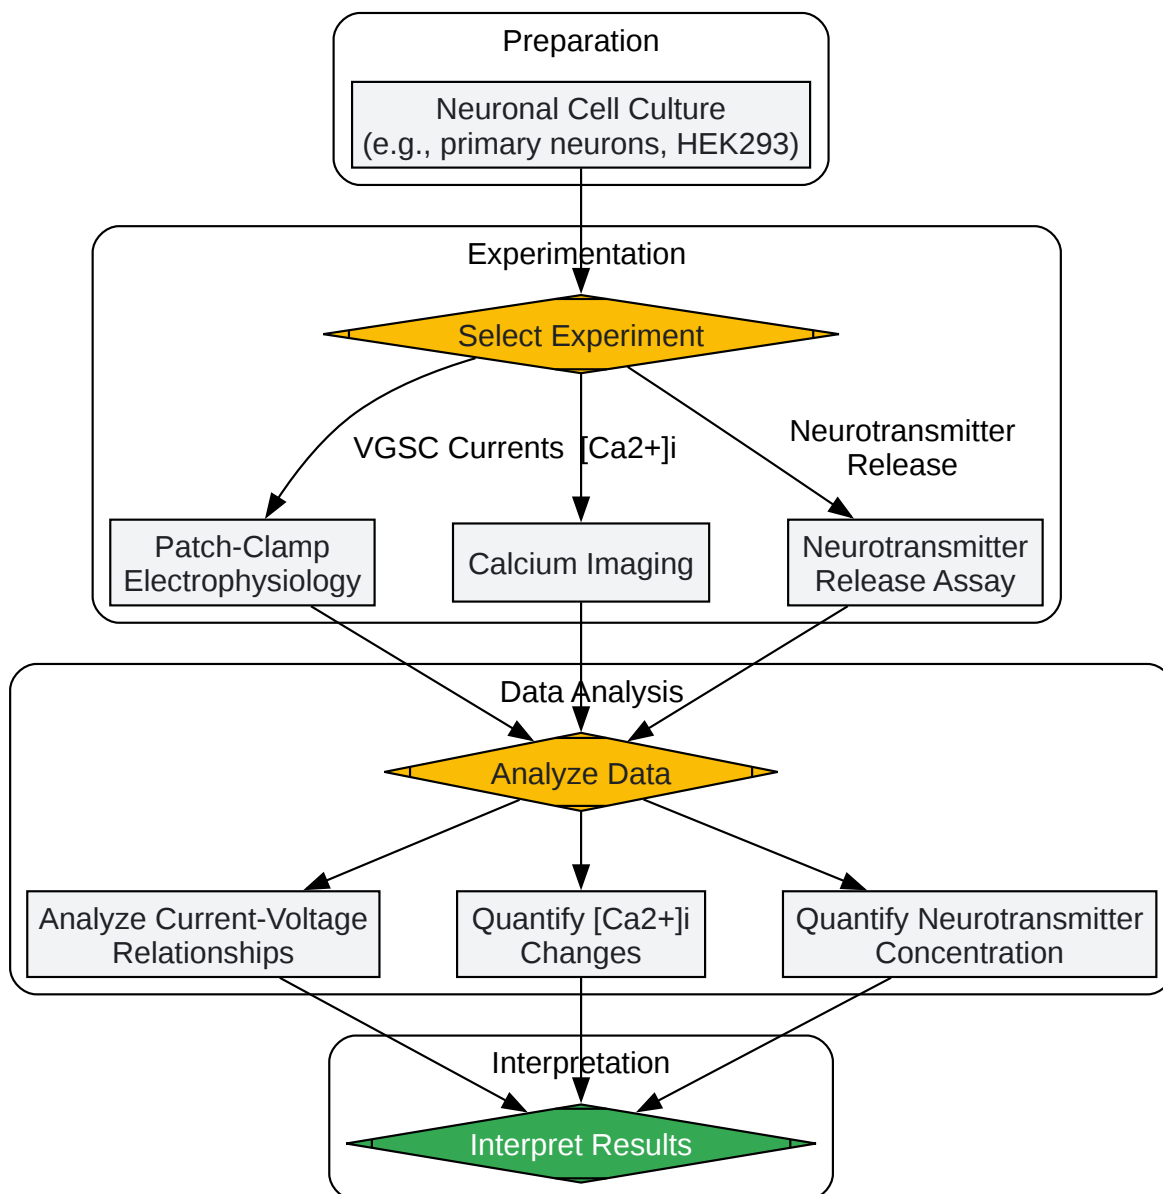 Preparation
Neuronal Cell Culture
(e.g., primary neurons, HEK293)
Experimentation
Select Experiment
VGSC Currents
[Ca2+]i
Neurotransmitter
Release
Patch-Clamp
Electrophysiology
Calcium Imaging
Neurotransmitter
Release Assay
Data Analysis
Analyze Data
Analyze Current-Voltage
Relationships
Quantify [Ca2+]i
Changes
Quantify Neurotransmitter
Concentration
Interpretation
Interpret Results